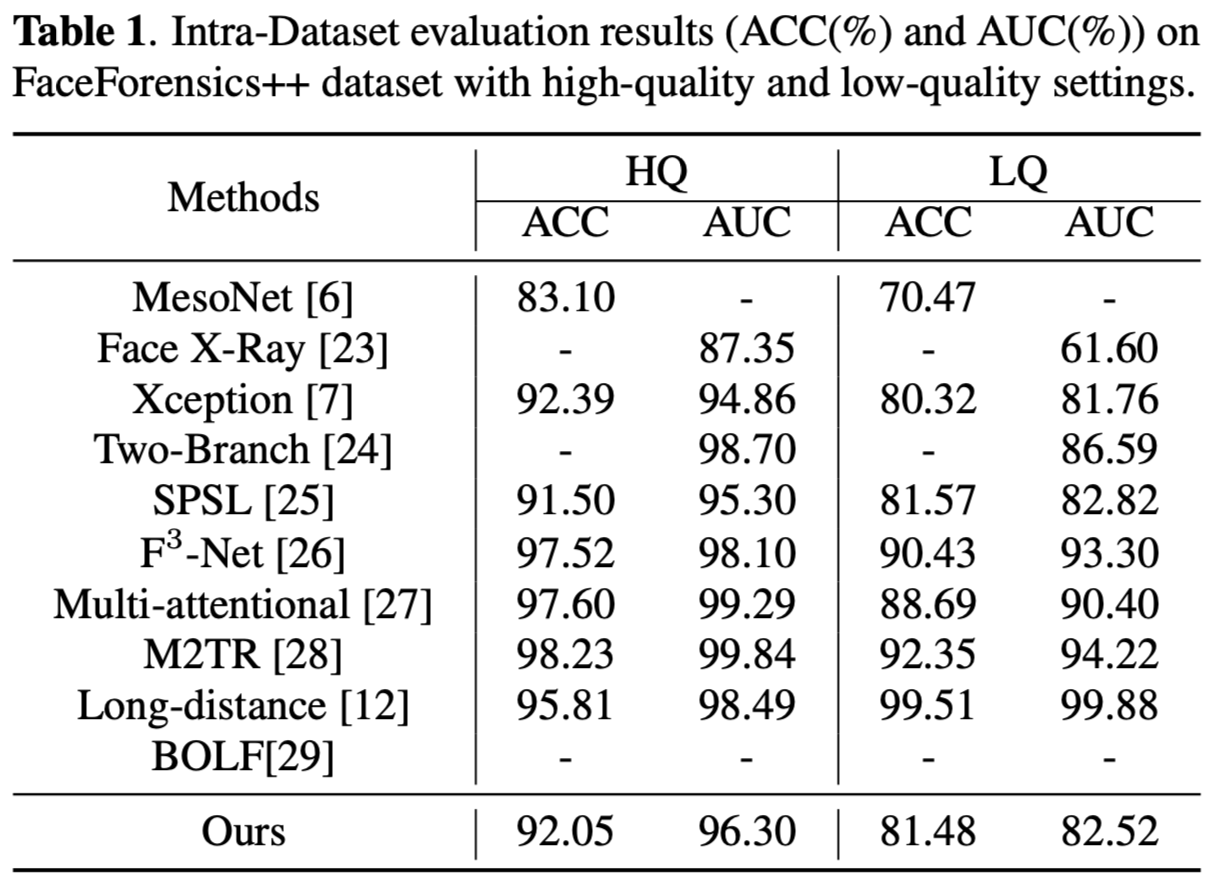 Table 1. Intra-Dataset evaluation results (ACC(%) and AUC(%)) on
FaceForensics++ dataset with high-quality and low-quality settings.
Methods HQ LQ
ACC AUC ACC AUC
MesoNet [6] 83.10 - 70.47 -
Face X-Ray [23] - 87.35 - 61.60
Xception [7] 92.39 94.86 80.32 81.76
Two-Branch [24] - 98.70 - 86.59
SPSL [25] 91.50 95.30 81.57 82.82
F³-Net [26] 97.52 98.10 90.43 93.30
Multi-attentional [27] 97.60 99.29 88.69 90.40
M2TR [28] 98.23 99.84 92.35 94.22
Long-distance [12] 95.81 98.49 99.51 99.88
BOLF[29] - - - -
Ours 92.05 96.30 81.48 82.52